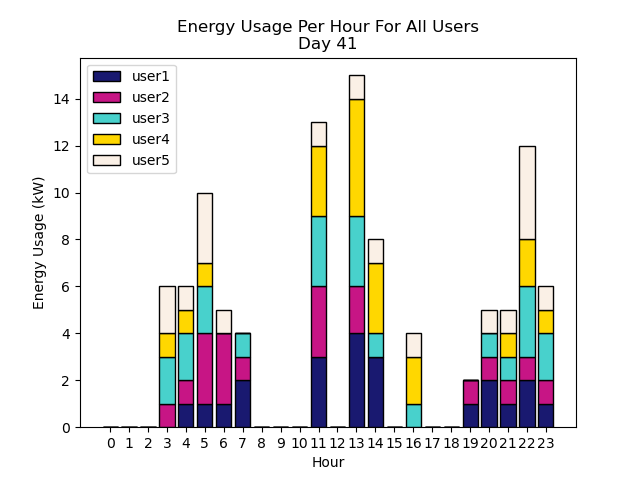 Energy Usage Per Hour For All Users
Day 41
user1
user2
user3
user4
user5
14
12
10
8
6
4
2
0
Energy Usage (kW)
0 1 2 3 4 5 6 7 8 9 10 11 12 13 14 15 16 17 18 19 20 21 22 23
Hour